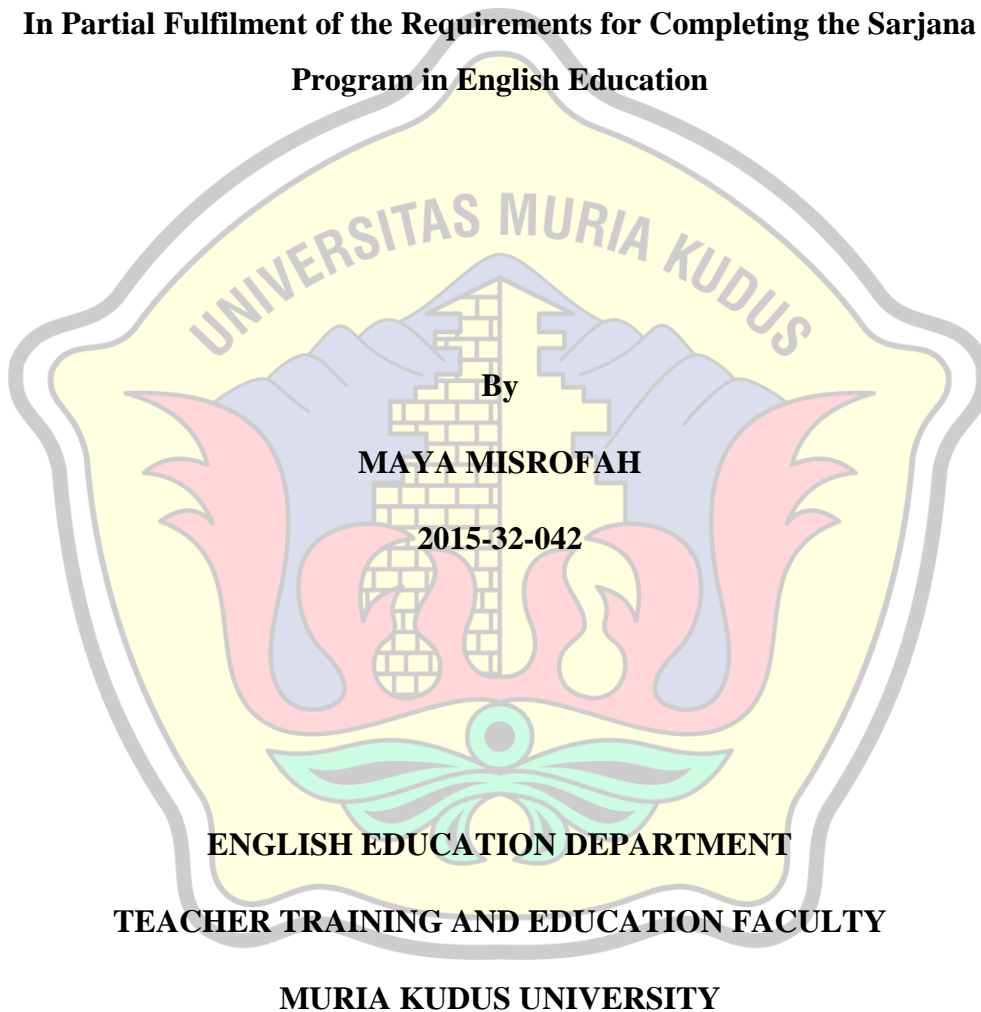 In Partial Fulfilment of the Requirements for Completing the Sarjana
Program in English Education
UNIVERSITAS MURIA KUDUS
By
MAYA MISROFAH
2015-32-042
ENGLISH EDUCATION DEPARTMENT
TEACHER TRAINING AND EDUCATION FACULTY
MURIA KUDUS UNIVERSITY